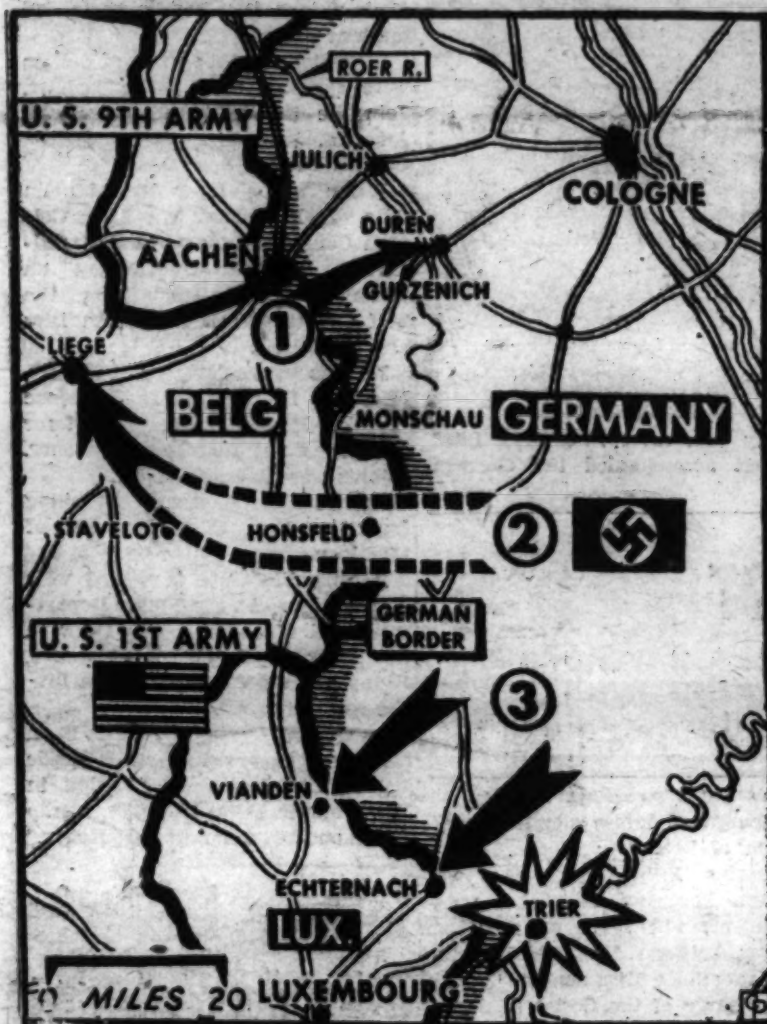 ROER R.
U. S. 9TH ARMY
JULICH
COLOGNE
DUREN
AACHEN
GURZENICH
1
LIEGE
BELG
MONSCHAU
GERMANY
STAVELOT
HONSFELD
2
GERMAN
BORDER
U. S. 1ST ARMY
3
VIANDEN
ECHTERNACH
TRIER
LUX.
0 MILES 20
LUXEMBOURG